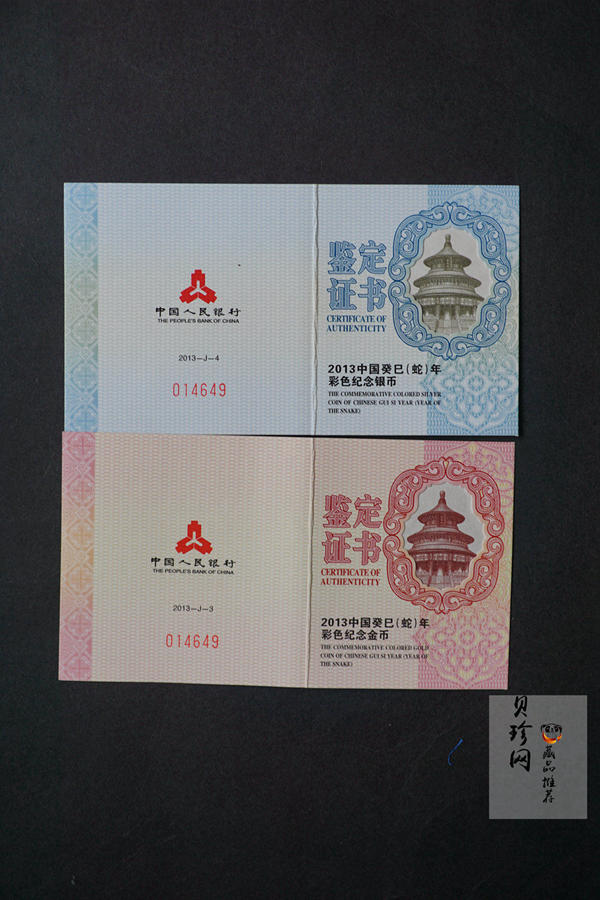 鉴定
证书
CERTIFICATE OF
AUTHENTICITY
中国人民银行
THE PEOPLE'S BANK OF CHINA
2013-J-4
014649
2013中国癸巳（蛇）年
彩色纪念银币
THE COMMEMORATIVE COLORED SILVER
COIN OF CHINESE GUI SI YEAR (YEAR OF
THE SNAKE)
鉴定
证书
CERTIFICATE OF
AUTHENTICITY
中国人民银行
THE PEOPLE'S BANK OF CHINA
2013-J-3
014649
2013中国癸巳（蛇）年
彩色纪念金币
THE COMMEMORATIVE COLORED GOLD
COIN OF CHINESE GUI SI YEAR (YEAR OF
THE SNAKE)
贝珍网
藏品推荐